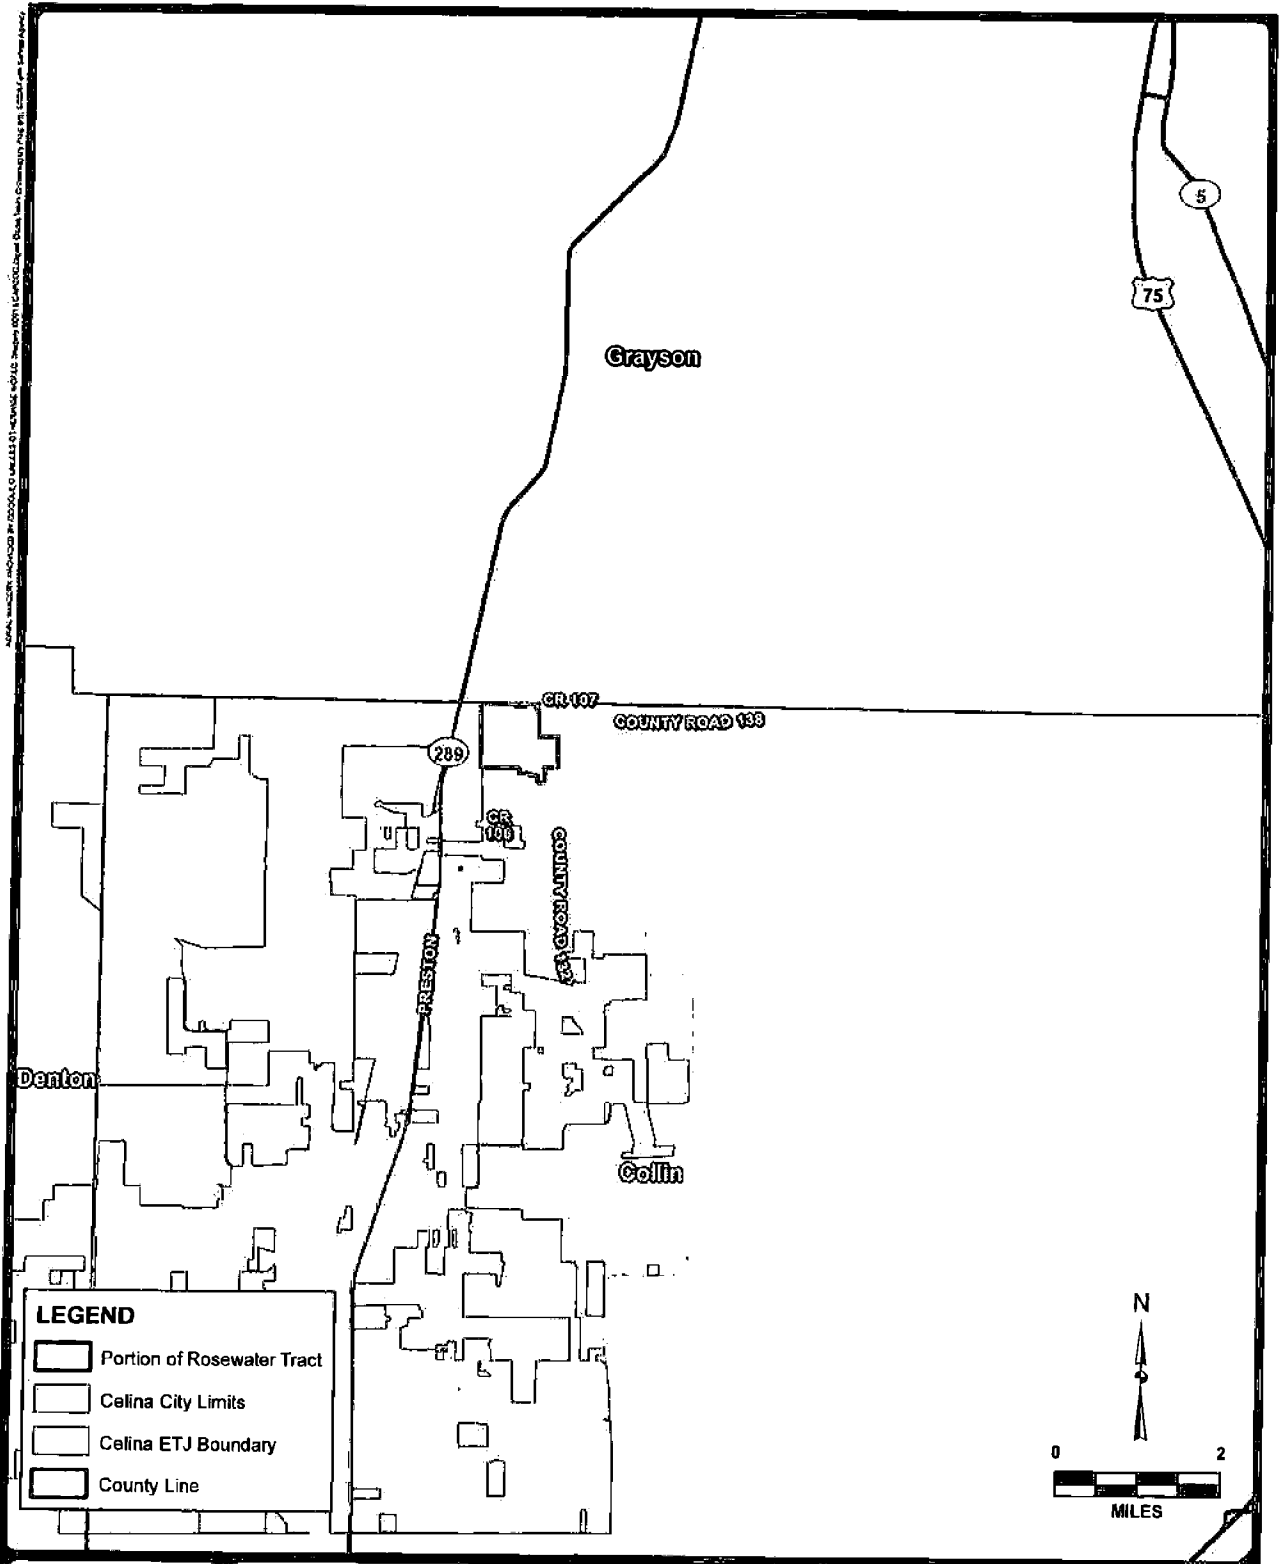 5
75
Grayson
CR 107
COUNTY ROAD 138
289
CR
106
COUNTY ROAD 132
PRESTON
Denton
Collin
LEGEND
Portion of Rosewater Tract
Celina City Limits
Celina ETJ Boundary
County Line
N
0 2
MILES